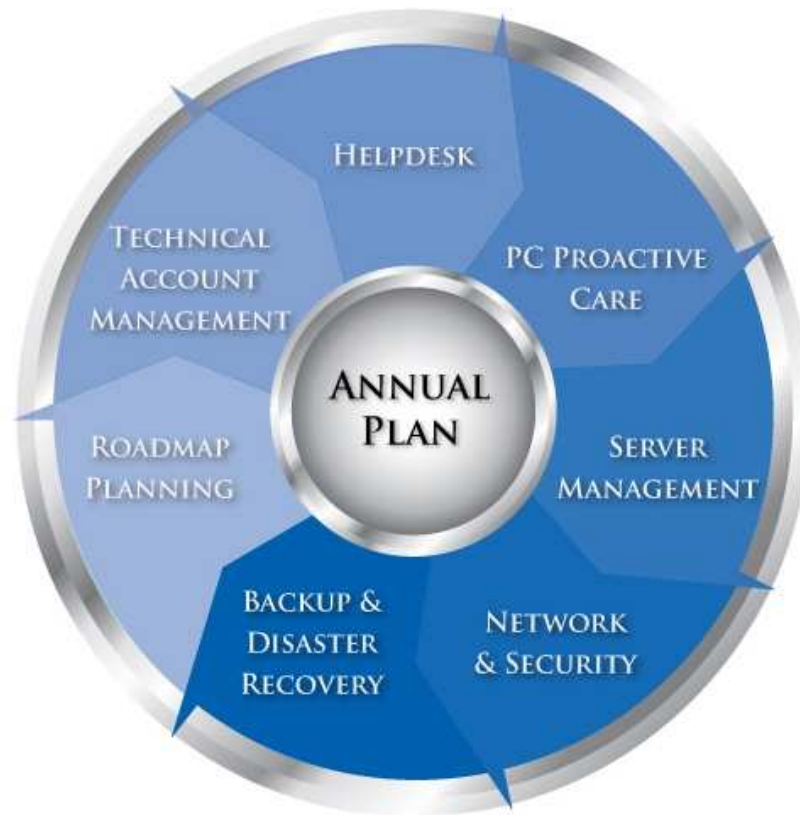 HELPDESK
PC PROACTIVE
CARE
SERVER
MANAGEMENT
NETWORK
& SECURITY
BACKUP &
DISASTER
RECOVERY
ROADMAP
PLANNING
TECHNICAL
ACCOUNT
MANAGEMENT
ANNUAL
PLAN